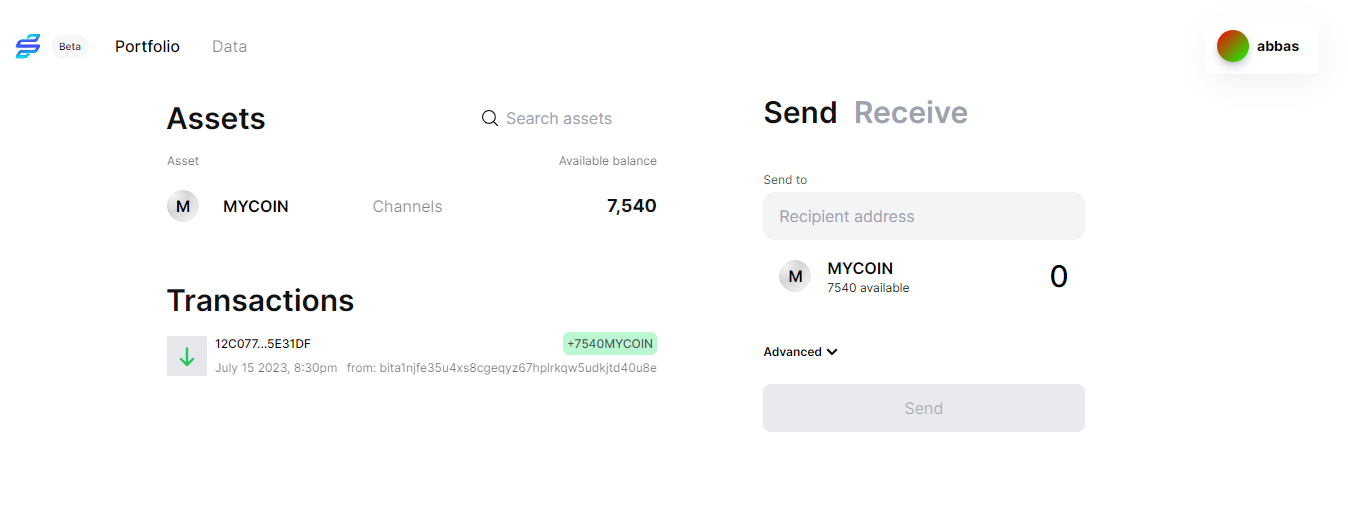 Beta
Portfolio
Data
abbas
Assets
Search assets
Asset
Available balance
M
MYCOIN
Channels
7,540
Transactions
12C077...5E31DF
+7540MYCOIN
July 15 2023, 8:30pm
from: bita1njfe35u4xs8cgeqyz67hplrkqw5udkjtd40u8e
Send
Receive
Send to
Recipient address
M
MYCOIN
0
7540 available
Advanced
Send